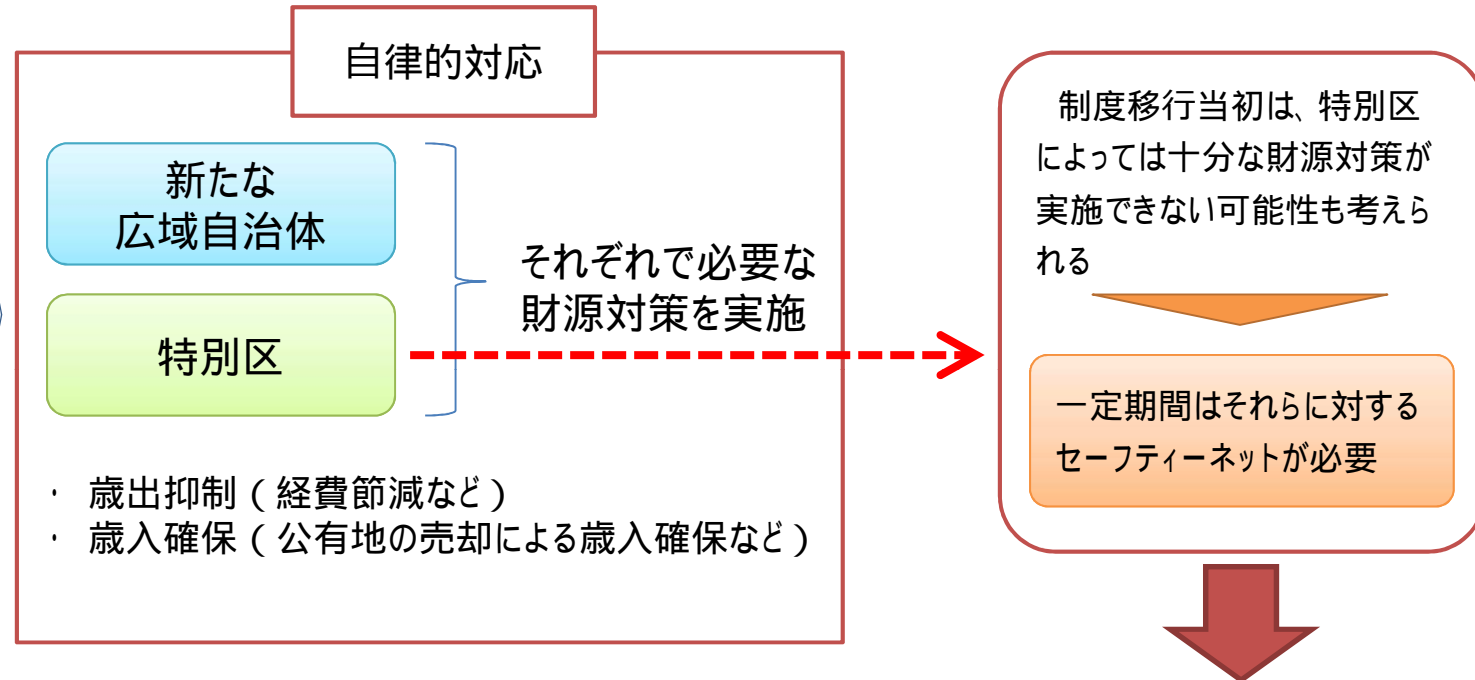 自律的対応
新たな
広域自治体
特別区
それぞれで必要な
財源対策を実施
・ 歳出抑制（経費節減など）
・ 歳入確保（公有地の売却による歳入確保など）
制度移行当初は、特別区
によっては十分な財源対策が
実施できない可能性も考えら
れる
一定期間はそれらに対する
セーフティーネットが必要